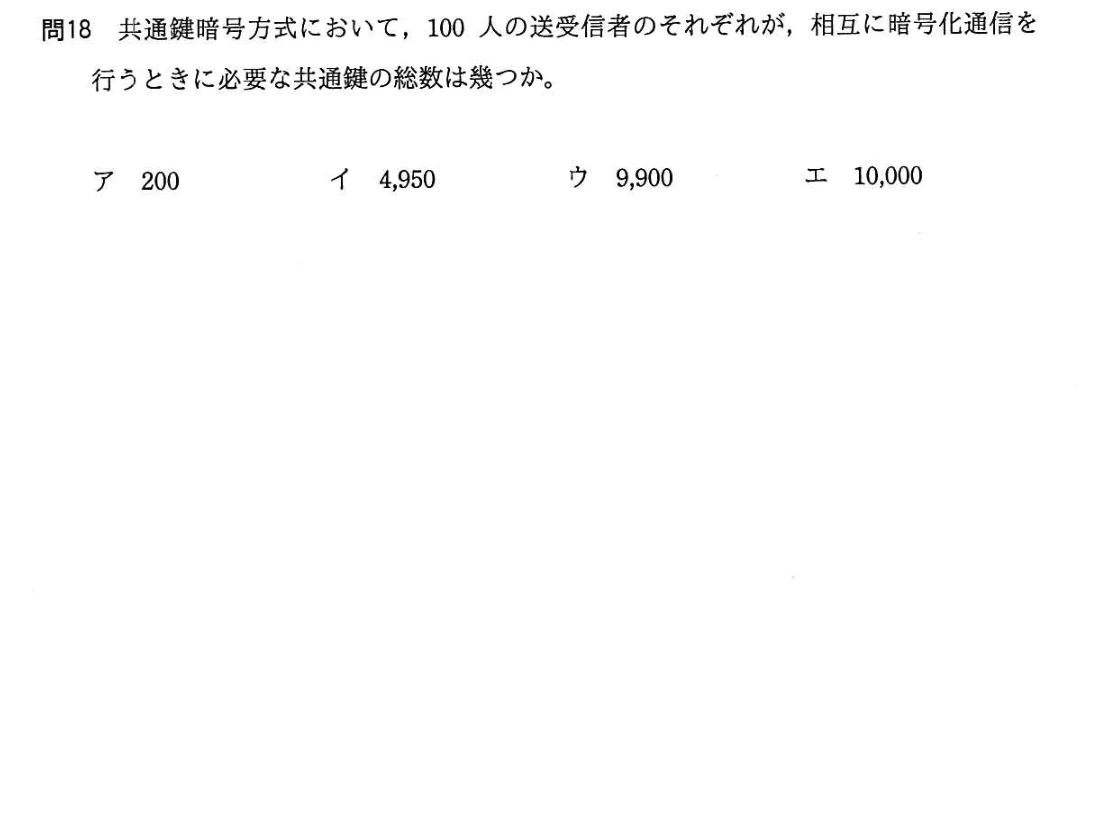 問18 共通鍵暗号方式において，100 人の送受信者のそれぞれが，相互に暗号化通信を
行うときに必要な共通鍵の総数は幾つか。
ア 200 イ 4,950 ウ 9,900 エ 10,000